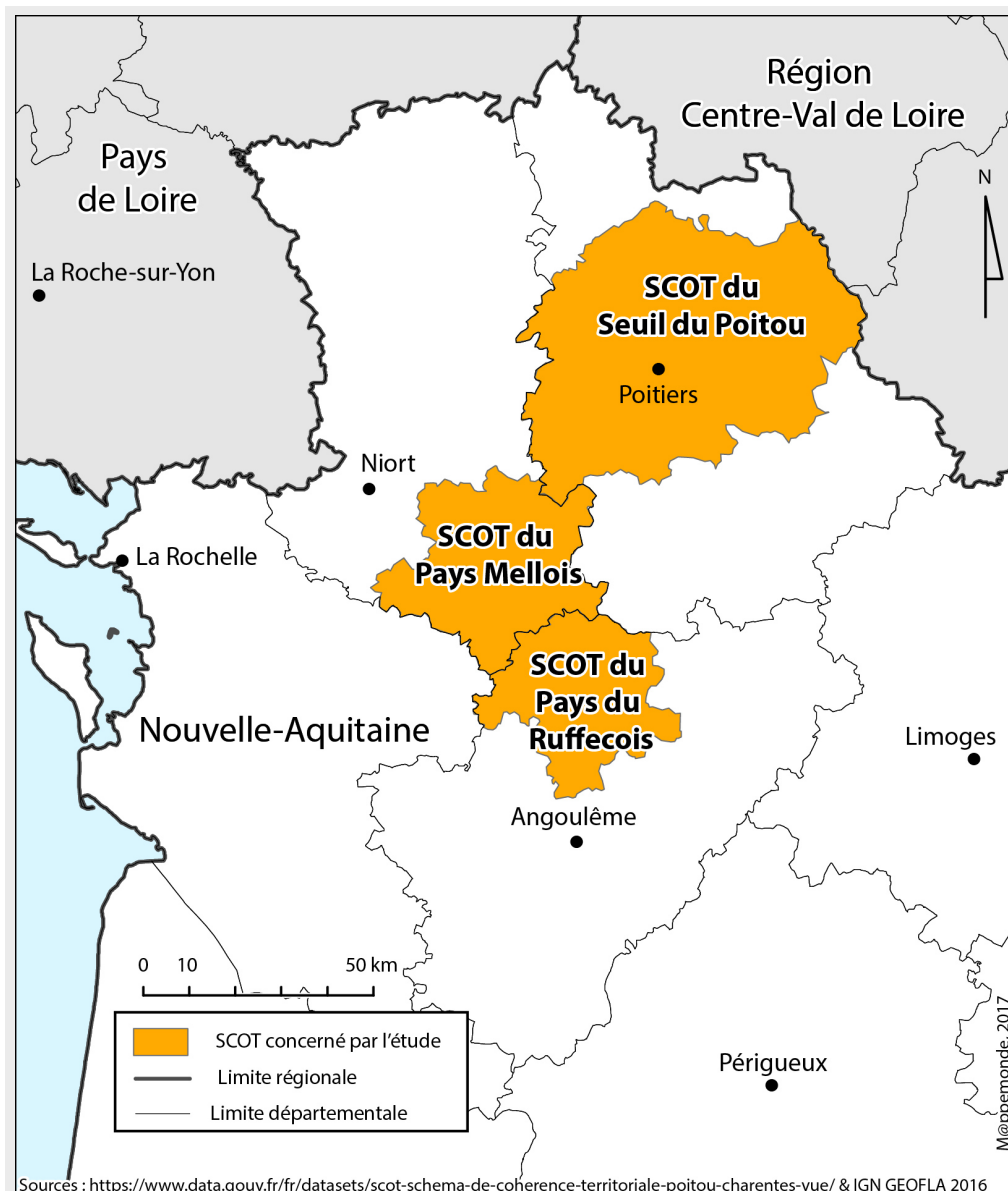 Région
Centre-Val de Loire
Pays
de Loire
N
La Roche-sur-Yon
SCOT du
Seuil du Poitou
Poitiers
Niort
SCOT du
Pays Mellois
La Rochelle
SCOT du
Pays du
Ruffecois
Nouvelle-Aquitaine
Limoges
Angoulême
0 10 50 km
SCOT concerné par l'étude
Limite régionale
Limite départementale
Périgueux
M@ppemonde, 2017
Sources : https://www.data.gouv.fr/fr/datasets/scot-schema-de-coherence-territoriale-poitou-charentes-vue/ & IGN GEOFLA 2016